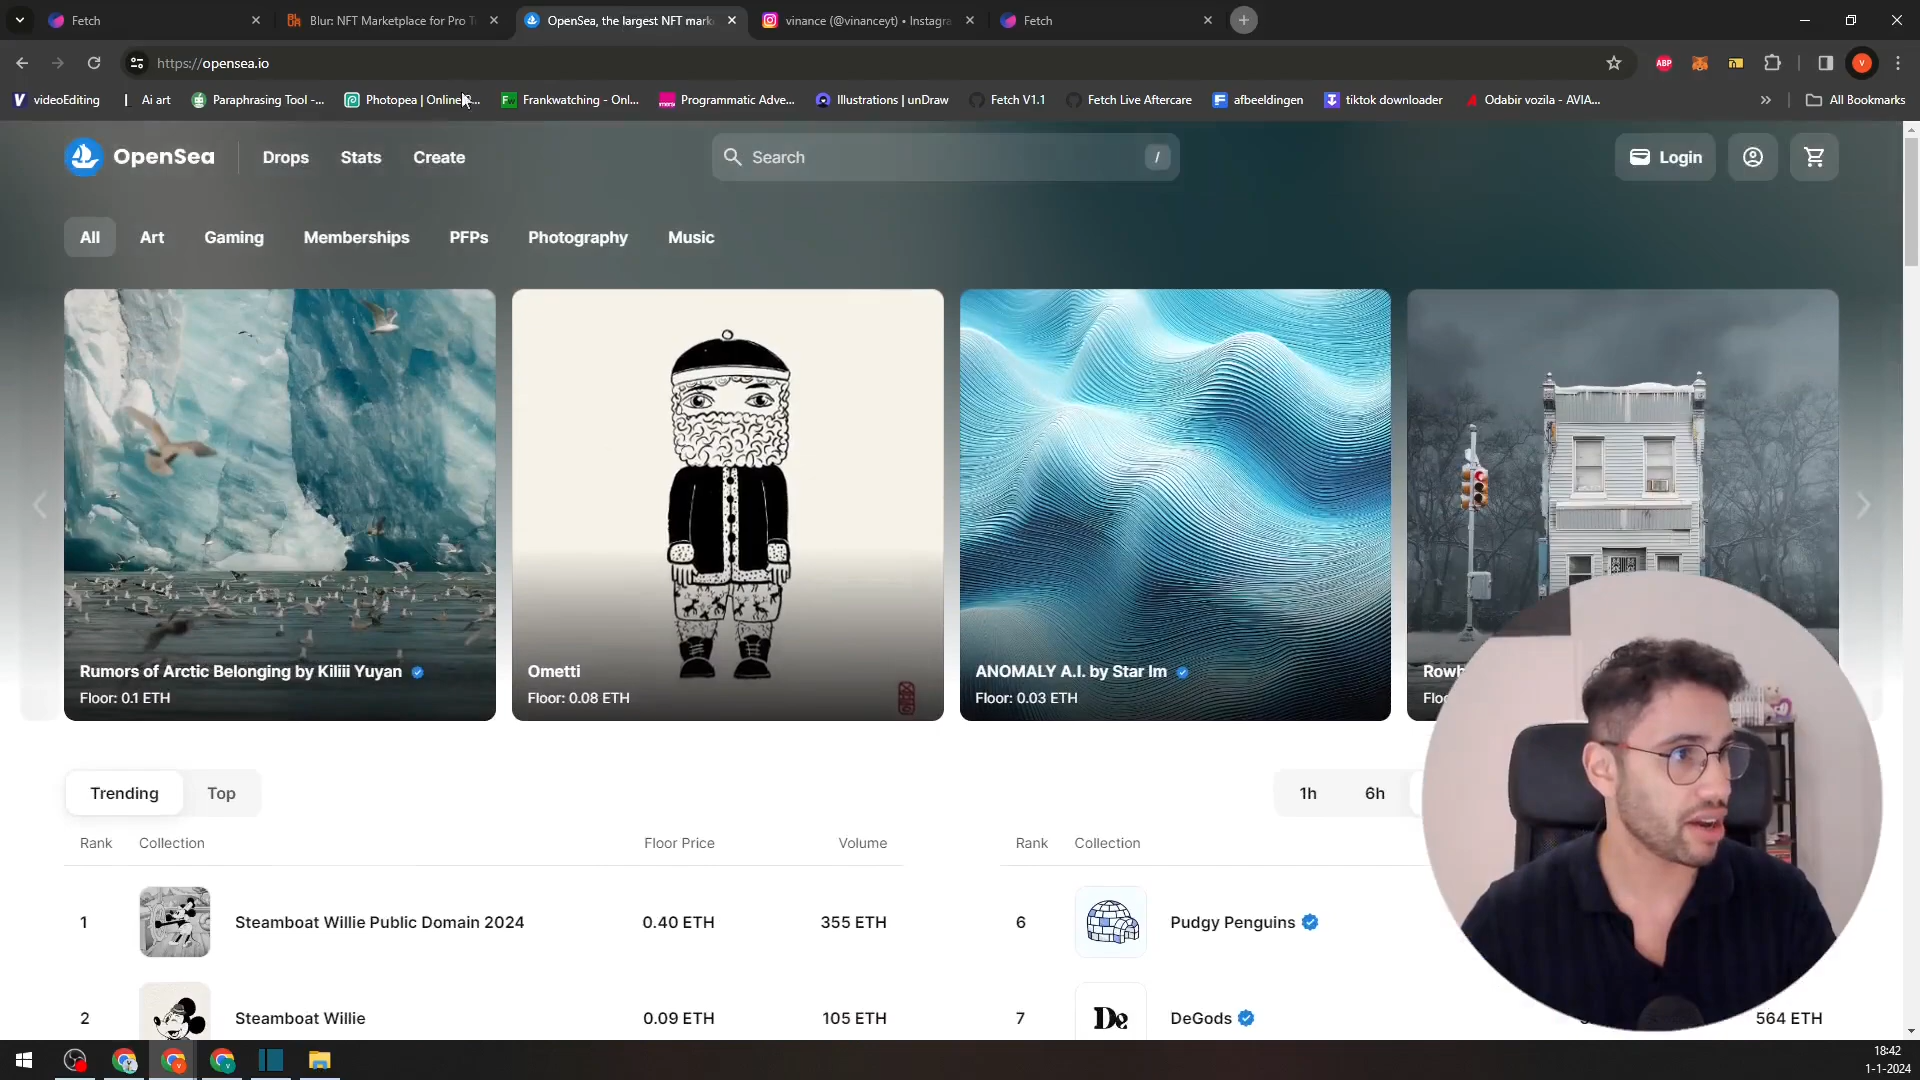 Fetch
Blur: NFT Marketplace for Pro T
OpenSea, the largest NFT mark
vinance (@vinanceyt) • Instagra
Fetch
https://opensea.io
ABP
V
videoEditing
Ai art
Paraphrasing Tool -...
Photopea | Online
Frankwatching - Onl...
Programmatic Adve...
Illustrations | unDraw
Fetch V1.1
Fetch Live Aftercare
afbeeldingen
tiktok downloader
Odabir vozila - AVIA...
All Bookmarks
OpenSea
Drops
Stats
Create
Search
/
Login
All
Art
Gaming
Memberships
PFPs
Photography
Music
Rumors of Arctic Belonging by Kiliii Yuyan
Floor: 0.1 ETH
Ometti
Floor: 0.08 ETH
ANOMALY A.I. by Star Im
Floor: 0.03 ETH
Trending
Top
1h
6h
Rank
Collection
Floor Price
Volume
Rank
Collection
1
Steamboat Willie Public Domain 2024
0.40 ETH
355 ETH
6
Pudgy Penguins
2
Steamboat Willie
0.09 ETH
105 ETH
7
De
DeGods
564 ETH
18:42
1-1-2024